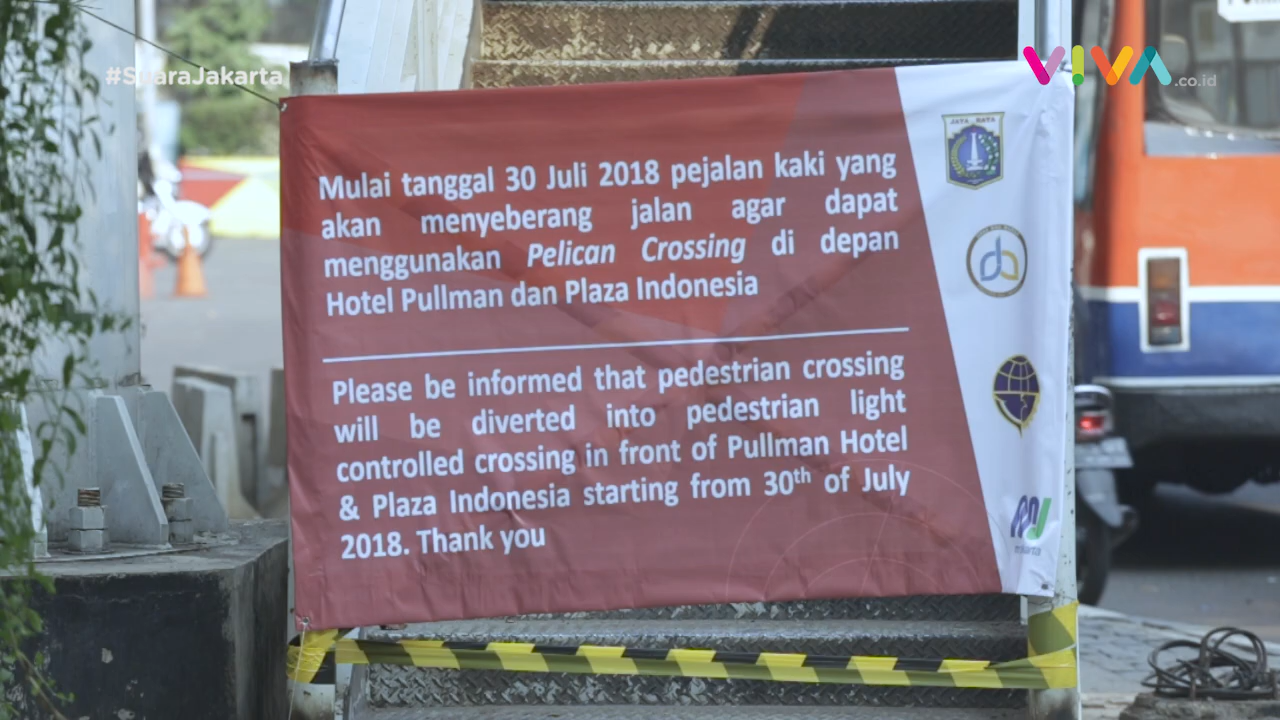 #SuaraJakarta
VIVA.co.id
JAYA RAYA
Mulai tanggal 30 Juli 2018 pejalan kaki yang
akan menyeberang jalan agar dapat
menggunakan Pelican Crossing di depan
Hotel Pullman dan Plaza Indonesia
Please be informed that pedestrian crossing
will be diverted into pedestrian light
controlled crossing in front of Pullman Hotel
& Plaza Indonesia starting from 30th of July
2018. Thank you